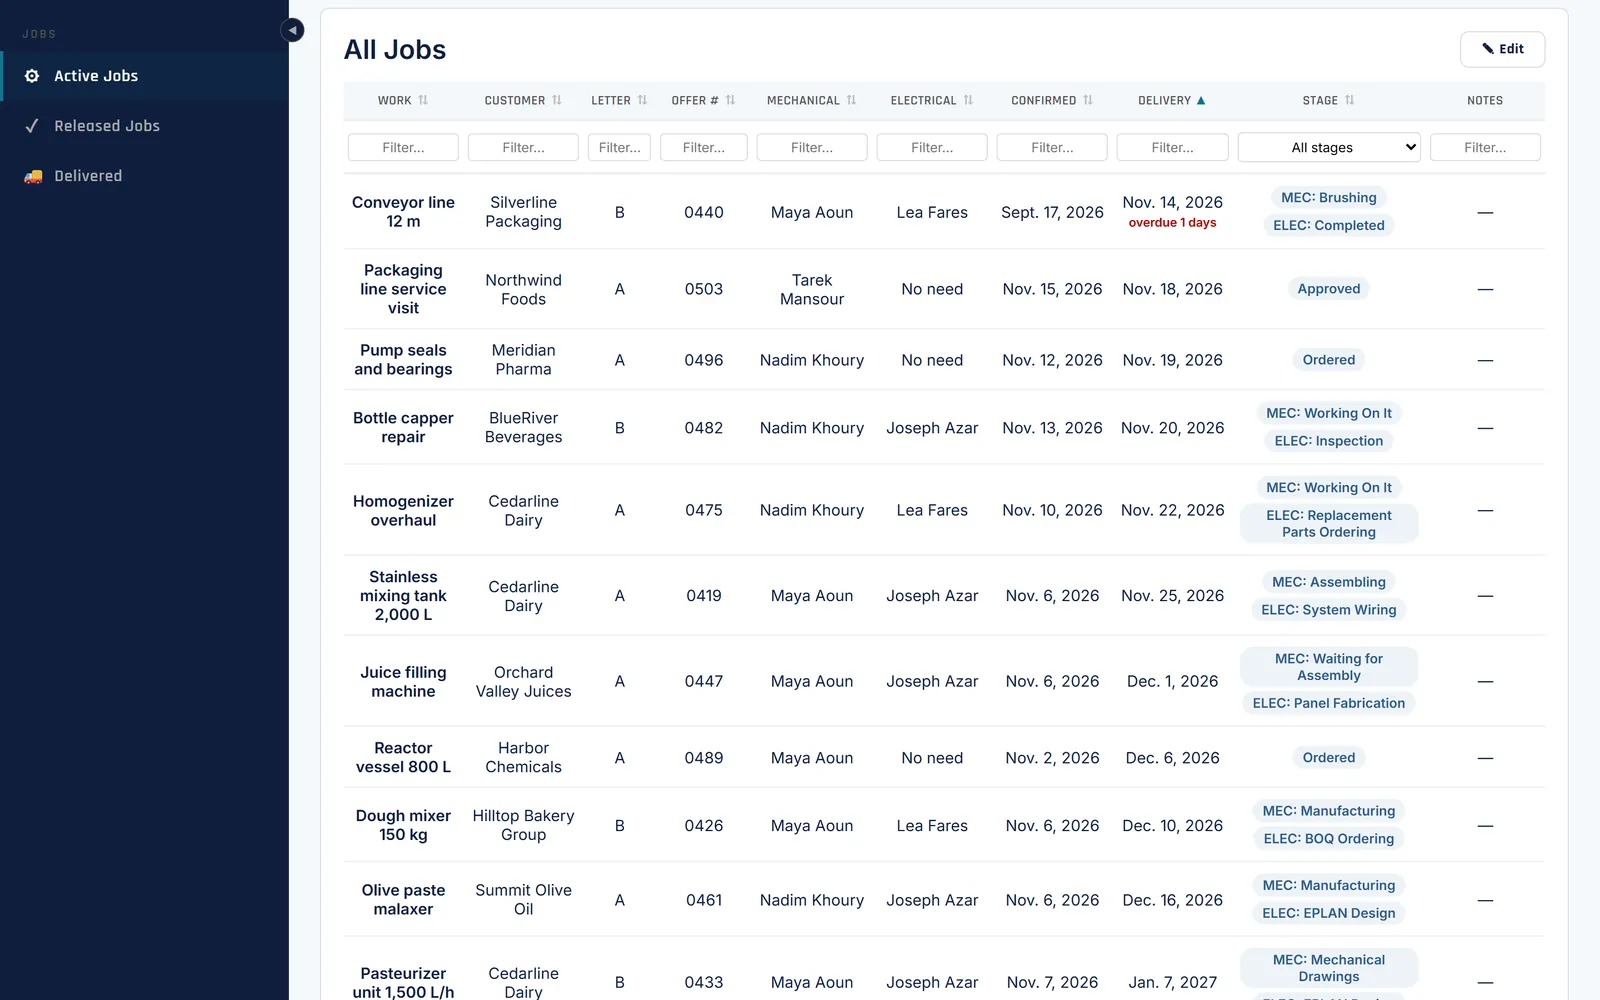 JOBS
Active Jobs
Released Jobs
Delivered
All Jobs
Edit
WORK CUSTOMER LETTER OFFER # MECHANICAL ELECTRICAL CONFIRMED DELIVERY STAGE NOTES
Filter... Filter... Filter... Filter... Filter... Filter... Filter... Filter... All stages Filter...
Conveyor line
12 m
Silverline
Packaging
B
0440
Maya Aoun
Lea Fares
Sept. 17, 2026
Nov. 14, 2026
overdue 1 days
MEC: Brushing
ELEC: Completed
—
Packaging
line service
visit
Northwind
Foods
A
0503
Tarek
Mansour
No need
Nov. 15, 2026
Nov. 18, 2026
Approved
—
Pump seals
and bearings
Meridian
Pharma
A
0496
Nadim Khoury
No need
Nov. 12, 2026
Nov. 19, 2026
Ordered
—
Bottle capper
repair
BlueRiver
Beverages
B
0482
Nadim Khoury
Joseph Azar
Nov. 13, 2026
Nov. 20, 2026
MEC: Working On It
ELEC: Inspection
—
Homogenizer
overhaul
Cedarline
Dairy
A
0475
Nadim Khoury
Lea Fares
Nov. 10, 2026
Nov. 22, 2026
MEC: Working On It
ELEC: Replacement
Parts Ordering
—
Stainless
mixing tank
2,000 L
Cedarline
Dairy
A
0419
Maya Aoun
Joseph Azar
Nov. 6, 2026
Nov. 25, 2026
MEC: Assembling
ELEC: System Wiring
—
Juice filling
machine
Orchard
Valley Juices
A
0447
Maya Aoun
Joseph Azar
Nov. 6, 2026
Dec. 1, 2026
MEC: Waiting for
Assembly
ELEC: Panel Fabrication
—
Reactor
vessel 800 L
Harbor
Chemicals
A
0489
Maya Aoun
No need
Nov. 2, 2026
Dec. 6, 2026
Ordered
—
Dough mixer
150 kg
Hilltop Bakery
Group
B
0426
Maya Aoun
Lea Fares
Nov. 6, 2026
Dec. 10, 2026
MEC: Manufacturing
ELEC: BOQ Ordering
—
Olive paste
malaxer
Summit Olive
Oil
A
0461
Nadim Khoury
Joseph Azar
Nov. 6, 2026
Dec. 16, 2026
MEC: Manufacturing
ELEC: EPLAN Design
—
Pasteurizer
unit 1,500 L/h
Cedarline
Dairy
B
0433
Maya Aoun
Joseph Azar
Nov. 7, 2026
Jan. 7, 2027
MEC: Mechanical
Drawings
—